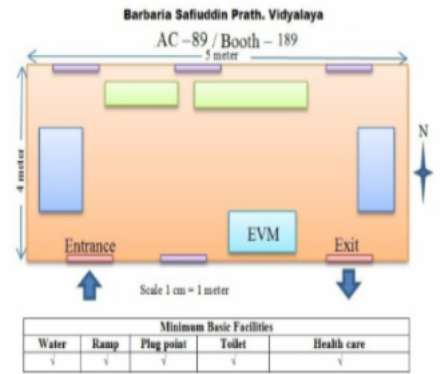 Barbaria Safiuddin Prath. Vidyalaya
AC –89 / Booth – 189
5 meter
4 meter
N
EVM
Entrance
Exit
Scale 1 cm = 1 meter
Minimum Basic Facilities
Water Ramp Plug point Toilet Health care
√ √ √ √ √